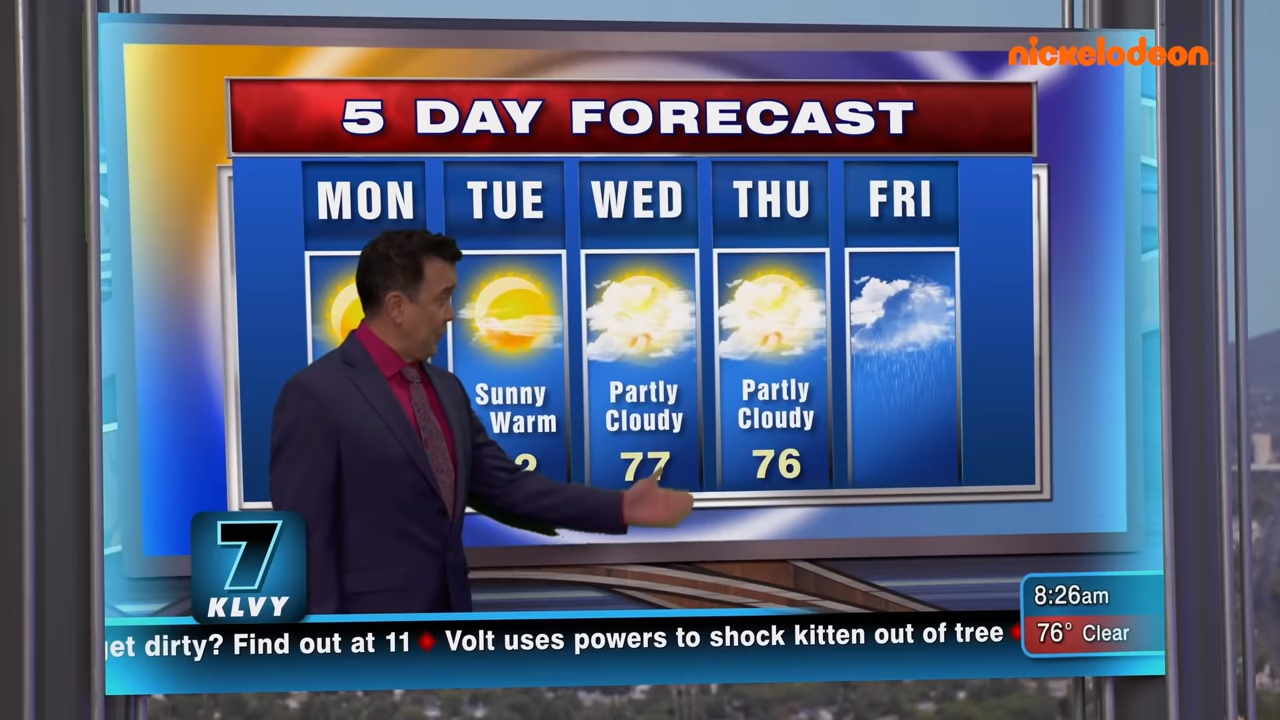 nickelodeon
5 DAY FORECAST
MON TUE WED THU FRI
Sunny
Warm
Partly
Cloudy
77
Partly
Cloudy
76
7
KLVY
get dirty? Find out at 11 • Volt uses powers to shock kitten out of tree
8:26am
76° Clear